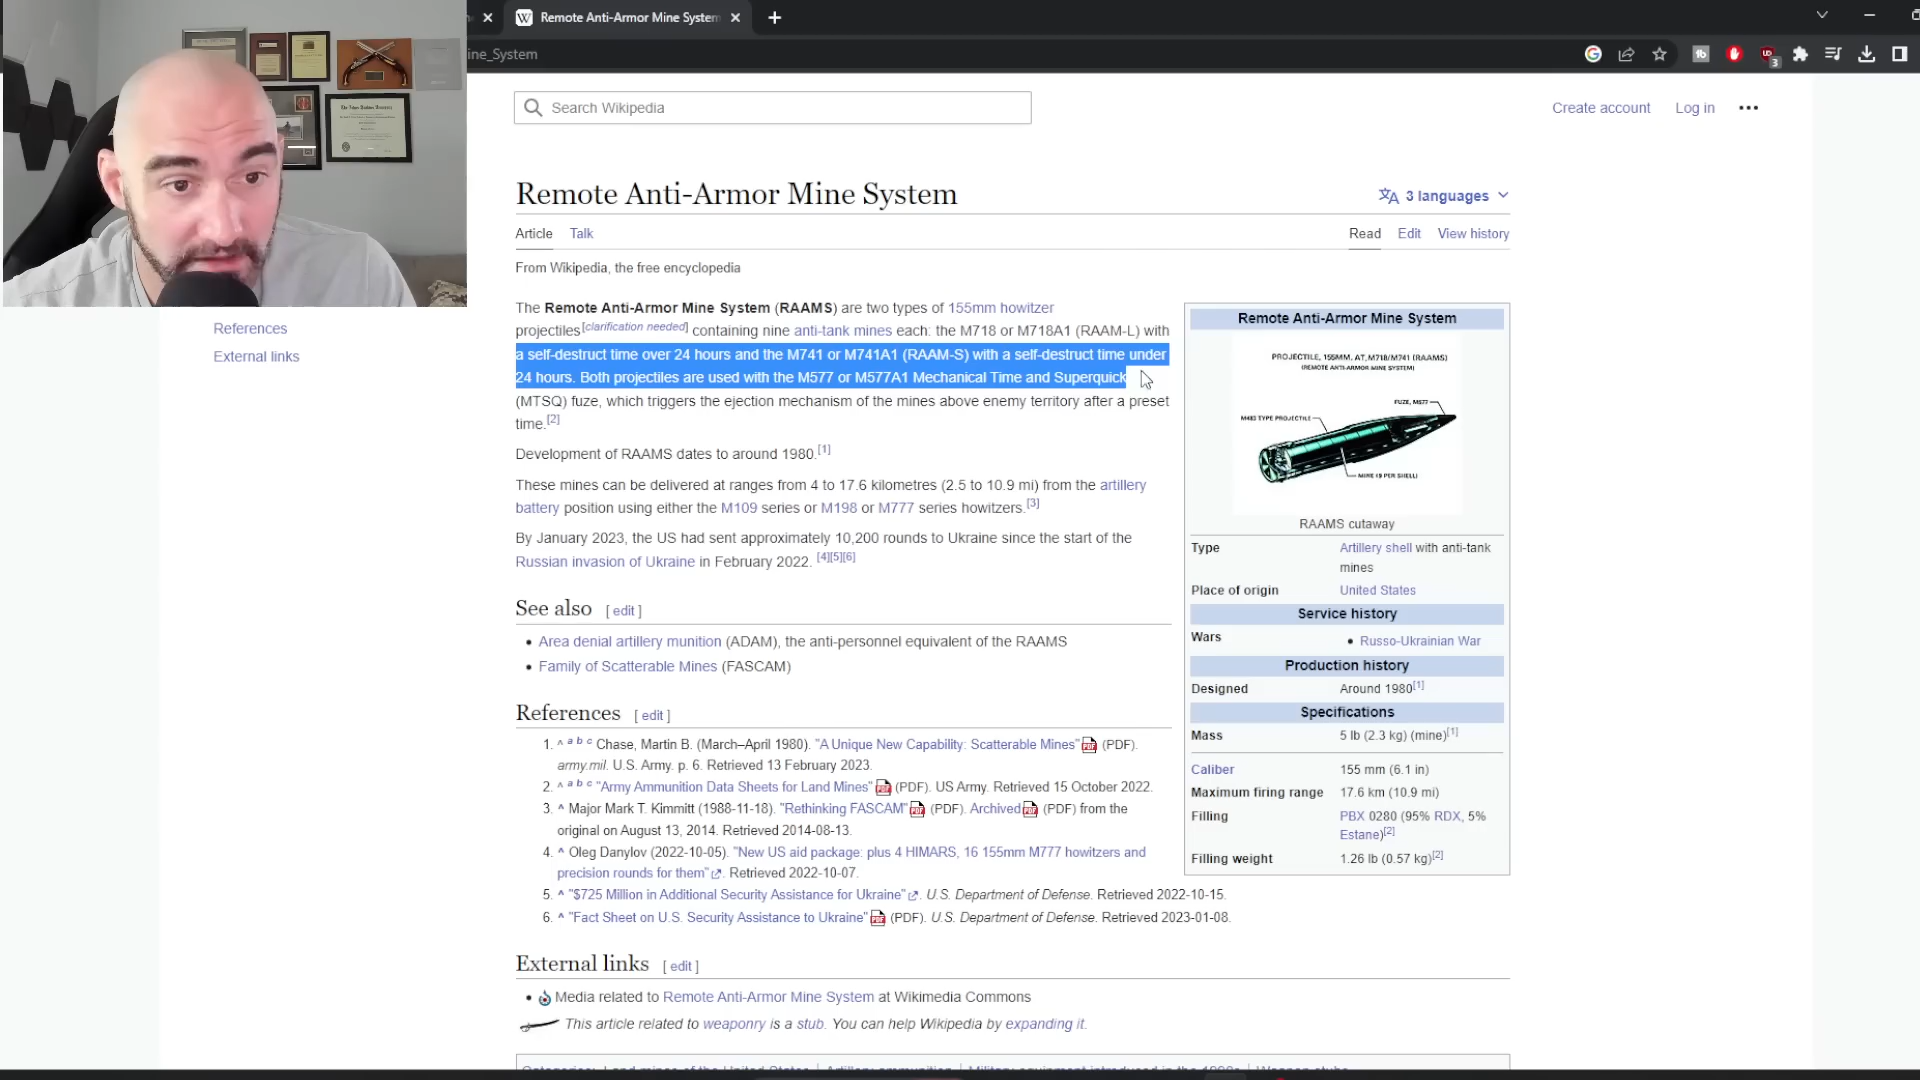 Remote Anti-Armor Mine System
ine_System
3
Search Wikipedia
Create account Log in
Remote Anti-Armor Mine System
3 languages
Article Talk
Read Edit View history
From Wikipedia, the free encyclopedia
References
External links
The Remote Anti-Armor Mine System (RAAMS) are two types of 155mm howitzer
projectiles[clarification needed] containing nine anti-tank mines each: the M718 or M718A1 (RAAM-L) with
a self-destruct time over 24 hours and the M741 or M741A1 (RAAM-S) with a self-destruct time under
24 hours. Both projectiles are used with the M577 or M577A1 Mechanical Time and Superquick
(MTSQ) fuze, which triggers the ejection mechanism of the mines above enemy territory after a preset
time.[2]
Development of RAAMS dates to around 1980.[1]
These mines can be delivered at ranges from 4 to 17.6 kilometres (2.5 to 10.9 mi) from the artillery
battery position using either the M109 series or M198 or M777 series howitzers.[3]
By January 2023, the US had sent approximately 10,200 rounds to Ukraine since the start of the
Russian invasion of Ukraine in February 2022. [4][5][6]
Remote Anti-Armor Mine System
PROJECTILE, 155MM, AT, M718/M741 (RAAMS)
(REMOTE ANTI-ARMOR MINE SYSTEM)
FUZE, M577
M483 TYPE PROJECTILE
MINE (9 PER SHELL)
RAAMS cutaway
Type Artillery shell with anti-tank
mines
Place of origin United States
Service history
Wars • Russo-Ukrainian War
Production history
Designed Around 1980[1]
Specifications
Mass 5 lb (2.3 kg) (mine)[1]
Caliber 155 mm (6.1 in)
Maximum firing range 17.6 km (10.9 mi)
Filling PBX 0280 (95% RDX, 5%
Estane)[2]
Filling weight 1.26 lb (0.57 kg)[2]
See also [ edit ]
• Area denial artillery munition (ADAM), the anti-personnel equivalent of the RAAMS
• Family of Scatterable Mines (FASCAM)
References [ edit ]
1. ^ a b c Chase, Martin B. (March–April 1980). "A Unique New Capability: Scatterable Mines" (PDF).
army.mil. U.S. Army. p. 6. Retrieved 13 February 2023.
2. ^ a b c "Army Ammunition Data Sheets for Land Mines" (PDF). US Army. Retrieved 15 October 2022.
3. ^ Major Mark T. Kimmitt (1988-11-18). "Rethinking FASCAM" (PDF). Archived (PDF) from the
original on August 13, 2014. Retrieved 2014-08-13.
4. ^ Oleg Danylov (2022-10-05). "New US aid package: plus 4 HIMARS, 16 155mm M777 howitzers and
precision rounds for them". Retrieved 2022-10-07.
5. ^ "$725 Million in Additional Security Assistance for Ukraine". U.S. Department of Defense. Retrieved 2022-10-15.
6. ^ "Fact Sheet on U.S. Security Assistance to Ukraine" (PDF). U.S. Department of Defense. Retrieved 2023-01-08.
External links [ edit ]
• Media related to Remote Anti-Armor Mine System at Wikimedia Commons
This article related to weaponry is a stub. You can help Wikipedia by expanding it.
Categories: Land mines of the United States | Artillery ammunition | Military equipment introduced in the 1980s | Weapon stubs